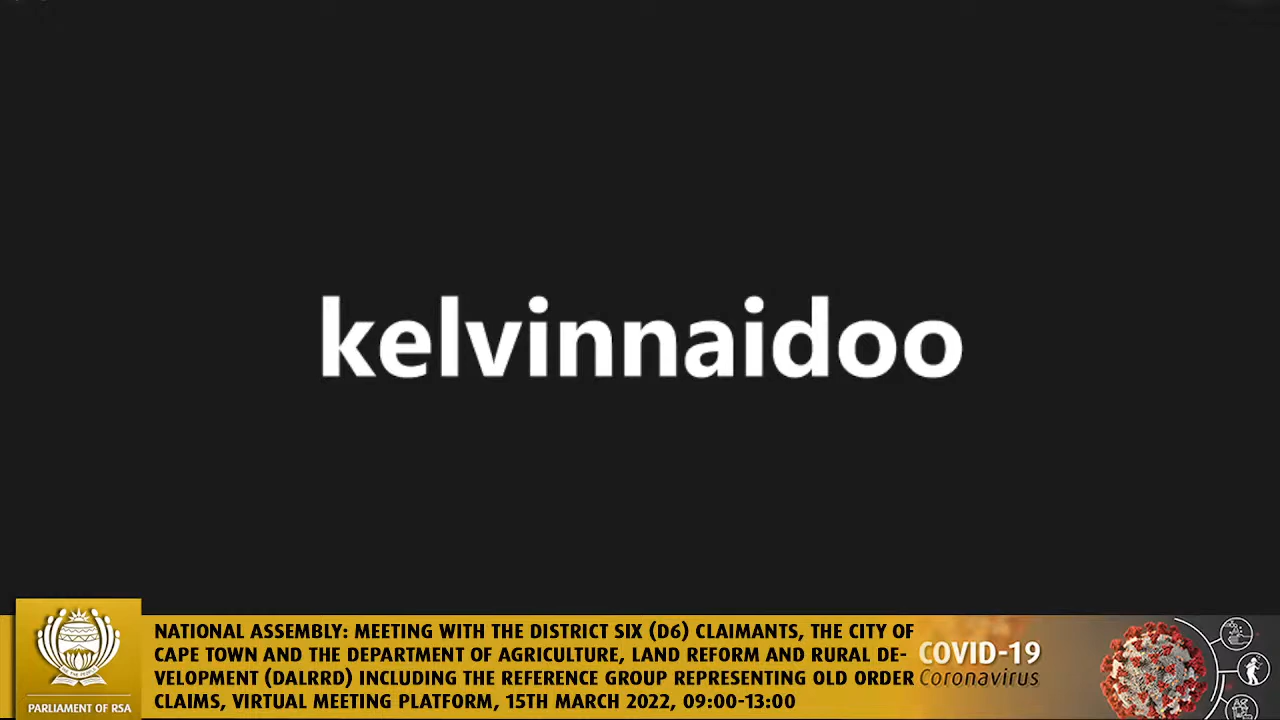 kelvinnaidoo
NATIONAL ASSEMBLY: MEETING WITH THE DISTRICT SIX (D6) CLAIMANTS, THE CITY OF
CAPE TOWN AND THE DEPARTMENT OF AGRICULTURE, LAND REFORM AND RURAL DE-
VELOPMENT (DALRRD) INCLUDING THE REFERENCE GROUP REPRESENTING OLD ORDER
CLAIMS, VIRTUAL MEETING PLATFORM, 15TH MARCH 2022, 09:00-13:00
COVID-19
Coronavirus
PARLIAMENT OF RSA